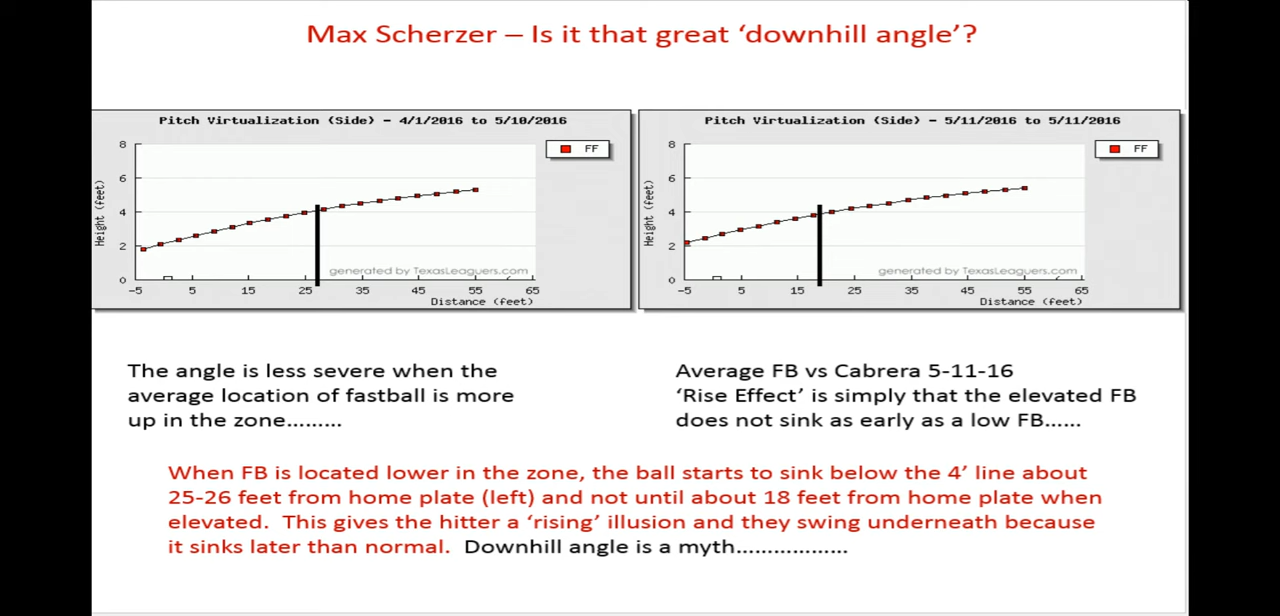 Max Scherzer – Is it that great ‘downhill angle’?
Pitch Virtualization (Side) - 4/1/2016 to 5/10/2016
FF
Height (feet)
8
6
4
2
0
generated by TexasLeaguers.com
-5 5 15 25 35 45 55 65
Distance (feet)
Pitch Virtualization (Side) - 5/11/2016 to 5/11/2016
FF
Height (feet)
8
6
4
2
0
generated by TexasLeaguers.com
-5 5 15 25 35 45 55 65
Distance (feet)
The angle is less severe when the
average location of fastball is more
up in the zone.........
Average FB vs Cabrera 5-11-16
‘Rise Effect’ is simply that the elevated FB
does not sink as early as a low FB......
When FB is located lower in the zone, the ball starts to sink below the 4’ line about
25-26 feet from home plate (left) and not until about 18 feet from home plate when
elevated. This gives the hitter a ‘rising’ illusion and they swing underneath because
it sinks later than normal. Downhill angle is a myth..................